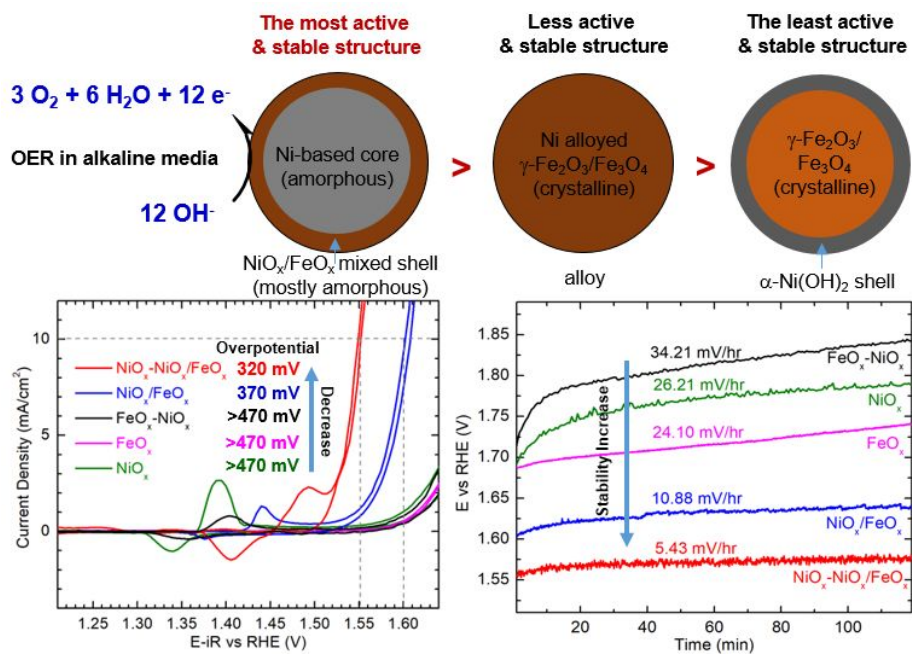 The most active
& stable structure
Less active
& stable structure
The least active
& stable structure
3 O₂ + 6 H₂O + 12 e⁻
OER in alkaline media
12 OH⁻
Ni-based core
(amorphous)
>
Ni alloyed
γ-Fe₂O₃/Fe₃O₄
(crystalline)
>
γ-Fe₂O₃/
Fe₃O₄
(crystalline)
NiOₓ/FeOₓ mixed shell
(mostly amorphous)
alloy
α-Ni(OH)₂ shell
Current Density (mA/cm²)
10
5
0
Overpotential
NiOₓ-NiOₓ/FeOₓ 320 mV
NiOₓ/FeOₓ 370 mV
FeOₓ-NiOₓ >470 mV
FeOₓ >470 mV
NiOₓ >470 mV
Decrease
1.25 1.30 1.35 1.40 1.45 1.50 1.55 1.60
E-iR vs RHE (V)
E vs RHE (V)
1.85
1.80
1.75
1.70
1.65
1.60
1.55
34.21 mV/hr
FeOₓ-NiOₓ
26.21 mV/hr
NiOₓ
24.10 mV/hr
FeOₓ
Stability Increase
10.88 mV/hr
NiOₓ/FeOₓ
5.43 mV/hr
NiOₓ-NiOₓ/FeOₓ
20 40 60 80 100
Time (min)